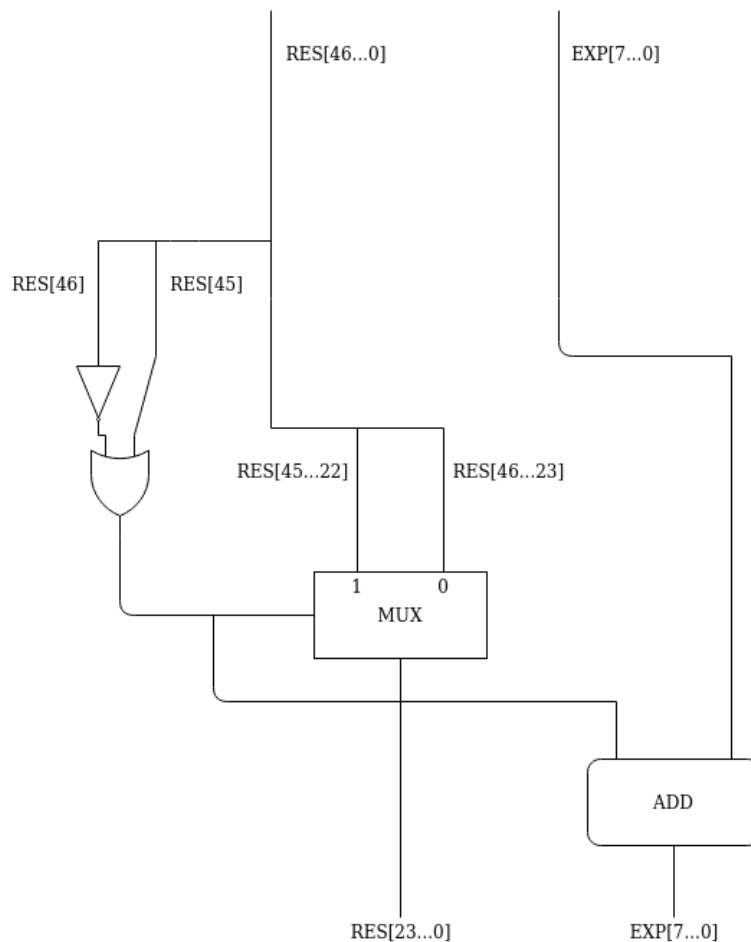 RES[46...0]
EXP[7...0]
RES[46]
RES[45]
RES[45...22]
RES[46...23]
1
0
MUX
ADD
RES[23...0]
EXP[7...0]